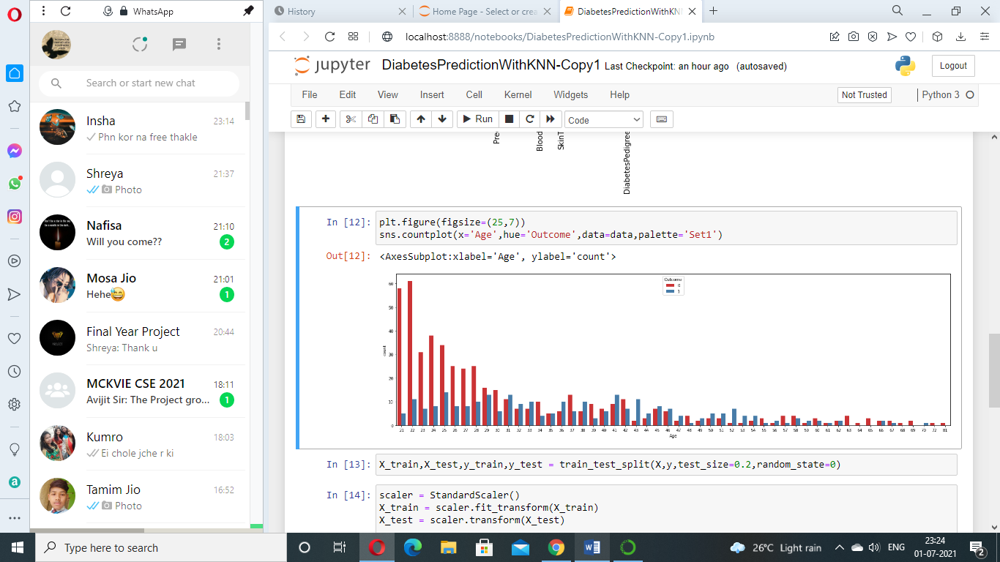 WhatsApp
Search or start new chat
Insha 23:14
Phn kor na free thakle
Shreya 21:37
Photo
Nafisa 21:10
Will you come?? 2
Mosa Jio 21:01
Hehe😅 1
Final Year Project 20:44
Shreya: Thank u
MCKVIE CSE 2021 18:11
Avijit Sir: The Project gro... 1
Kumro 18:03
Ei chole jche r ki
Tamim Jio 16:52
Photo
History
Home Page - Select or crea
DiabetesPredictionWithKNN
localhost:8888/notebooks/DiabetesPredictionWithKNN-Copy1.ipynb
jupyter DiabetesPredictionWithKNN-Copy1 Last Checkpoint: an hour ago (autosaved)
Logout
File Edit View Insert Cell Kernel Widgets Help
Not Trusted Python 3
Run Code
Pre
Blood
SkinT
DiabetesPedigree
In [12]: plt.figure(figsize=(25,7))
sns.countplot(x='Age',hue='Outcome',data=data,palette='Set1')
Out[12]: <AxesSubplot:xlabel='Age', ylabel='count'>
Outcome
0
1
60
50
40
30
20
10
0
count
21 22 23 24 25 26 27 28 29 30 31 32 33 34 35 36 37 38 39 40 41 42 43 44 45 46 47 48 49 50 51 52 53 54 55 56 57 58 59 60 61 62 63 64 65 66 67 68 69 70 72 81
Age
In [13]: X_train,X_test,y_train,y_test = train_test_split(X,y,test_size=0.2,random_state=0)
In [14]: scaler = StandardScaler()
X_train = scaler.fit_transform(X_train)
X_test = scaler.transform(X_test)
Type here to search
26°C Light rain
ENG
23:24
01-07-2021
2